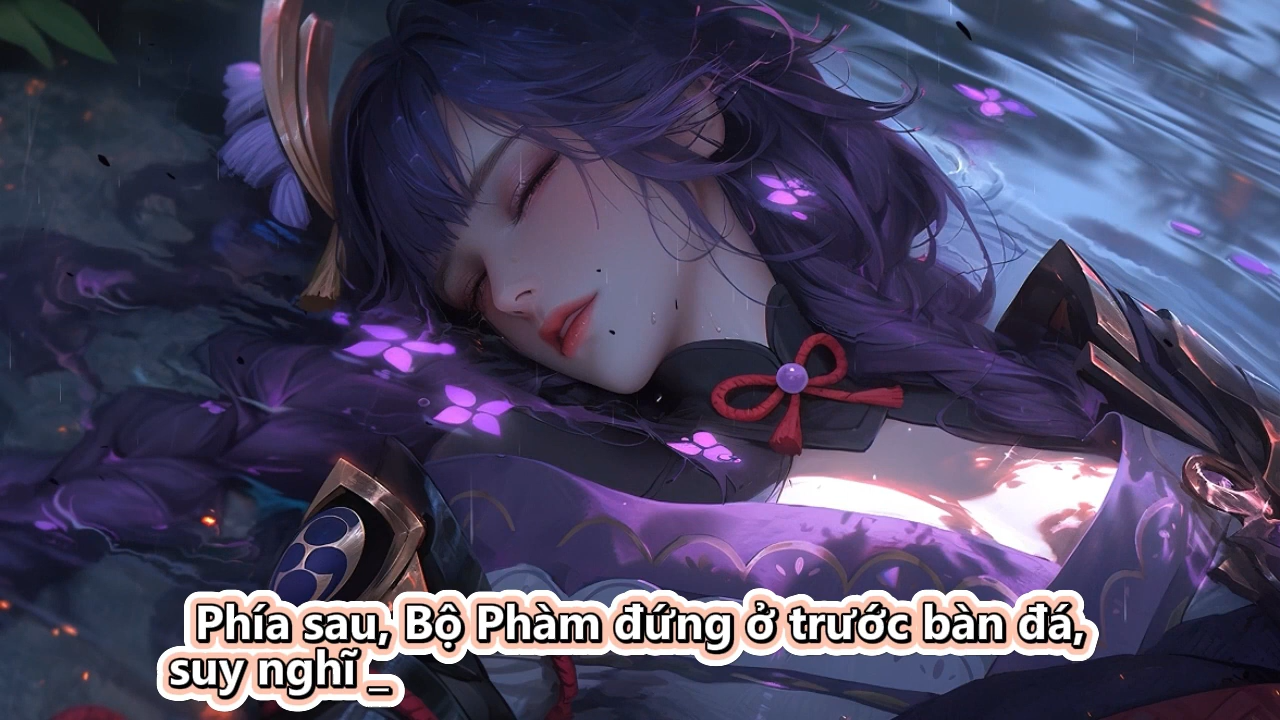 Phía sau, Bộ Phàm đứng ở trước bàn đá,
suy nghĩ _